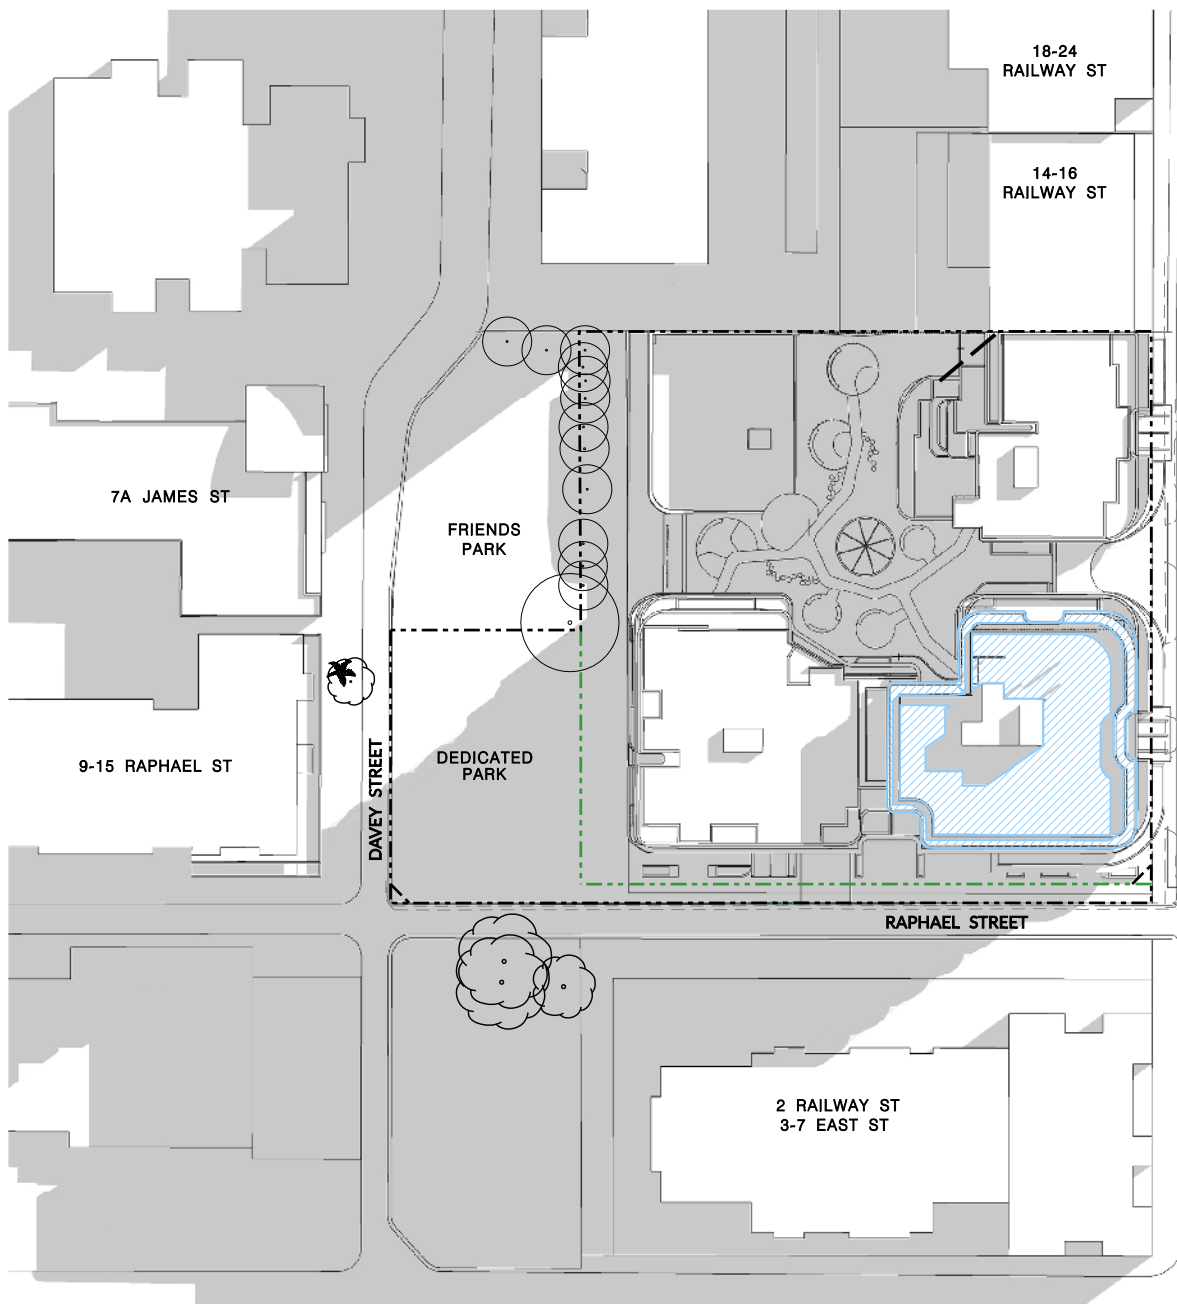 18-24
RAILWAY ST
14-16
RAILWAY ST
7A JAMES ST
FRIENDS
PARK
9-15 RAPHAEL ST
DAVEY STREET
DEDICATED
PARK
RAPHAEL STREET
2 RAILWAY ST
3-7 EAST ST